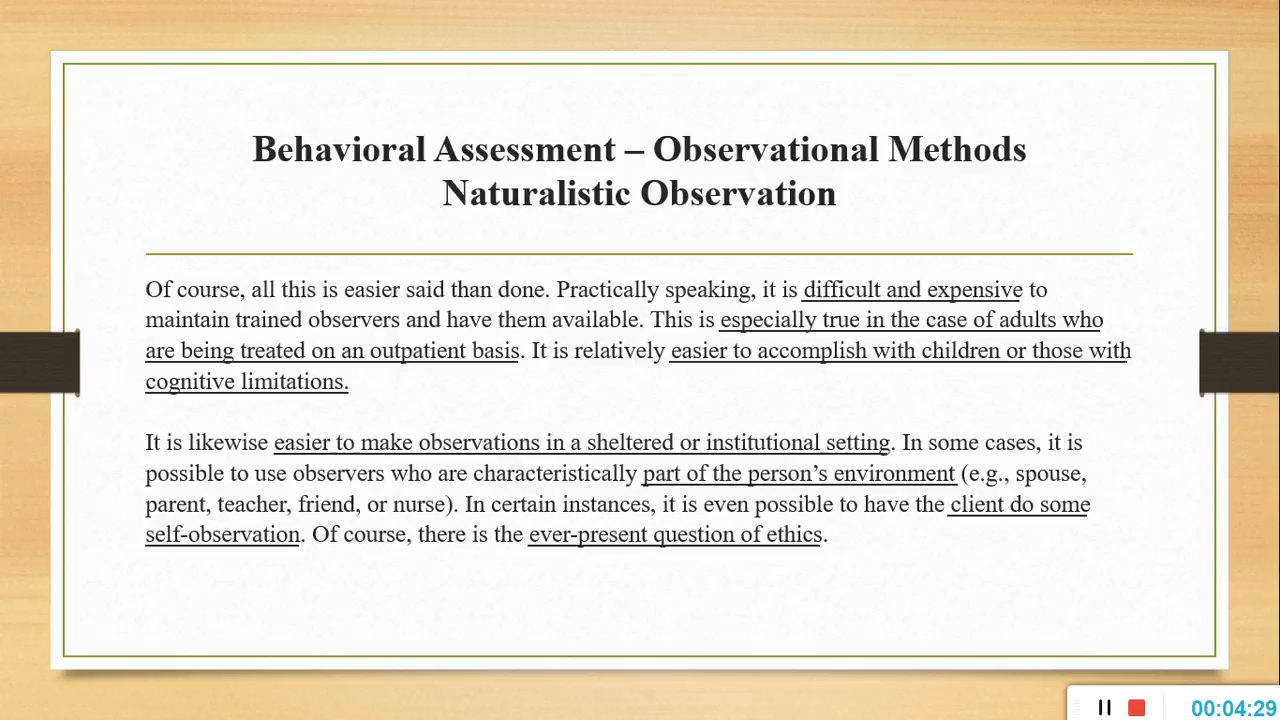 Behavioral Assessment – Observational Methods
Naturalistic Observation
Of course, all this is easier said than done. Practically speaking, it is difficult and expensive to
maintain trained observers and have them available. This is especially true in the case of adults who
are being treated on an outpatient basis. It is relatively easier to accomplish with children or those with
cognitive limitations.
It is likewise easier to make observations in a sheltered or institutional setting. In some cases, it is
possible to use observers who are characteristically part of the person’s environment (e.g., spouse,
parent, teacher, friend, or nurse). In certain instances, it is even possible to have the client do some
self-observation. Of course, there is the ever-present question of ethics.
00:04:29